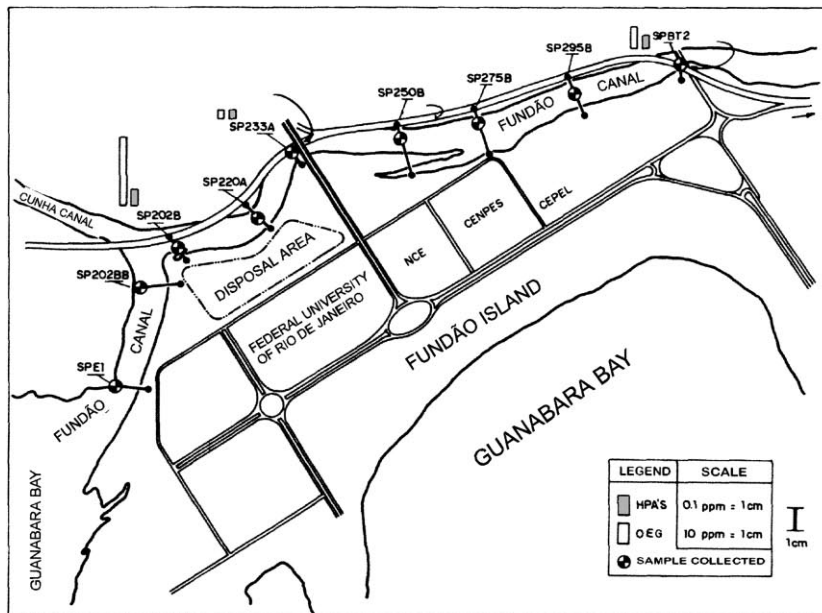 SPBT2
SP295B
SP275B
SP250B
SP233A
FUNDÃO CANAL
SP220A
CUNHA CANAL
SP202B
DISPOSAL AREA
CEPEL
CENPES
NCE
SP202BB
FEDERAL UNIVERSITY
OF RIO DE JANEIRO
CANAL
FUNDÃO
FUNDÃO ISLAND
SPE1
GUANABARA BAY
GUANABARA BAY
LEGEND SCALE
HPA'S 0.1 ppm = 1cm
OEG 10 ppm = 1cm
SAMPLE COLLECTED
1cm